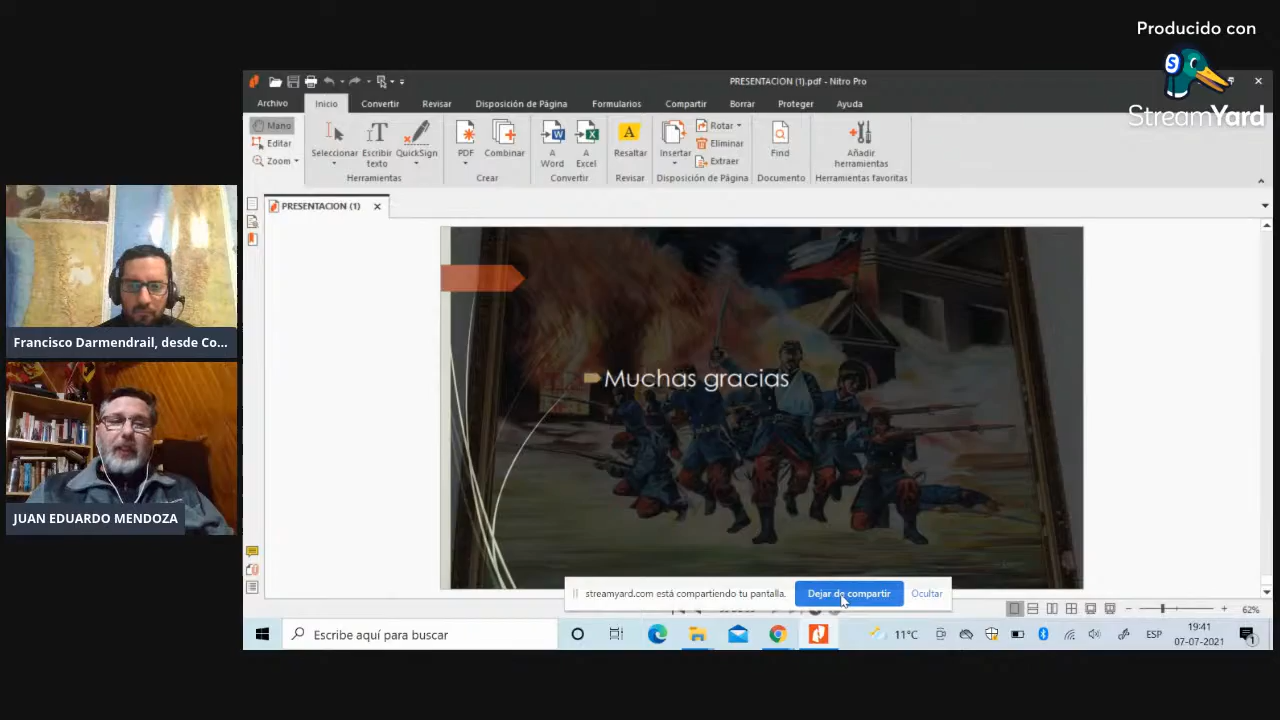 Producido con
StreamYard
PRESENTACION (1).pdf - Nitro Pro
Archivo Inicio Convertir Revisar Disposición de Página Formularios Compartir Borrar Proteger Ayuda
Mano
Editar
Zoom
Seleccionar
Escribir texto
QuickSign
Herramientas
PDF
Combinar
Crear
A Word
A Excel
Convertir
Resaltar
Revisar
Insertar
Rotar
Eliminar
Extraer
Disposición de Página
Find
Documento
Añadir herramientas
Herramientas favoritas
PRESENTACION (1)
Francisco Darmendrail, desde Co...
JUAN EDUARDO MENDOZA
Muchas gracias
streamyard.com está compartiendo tu pantalla.
Dejar de compartir
Ocultar
62%
Escribe aquí para buscar
11°C
ESP
19:41
07-07-2021
1